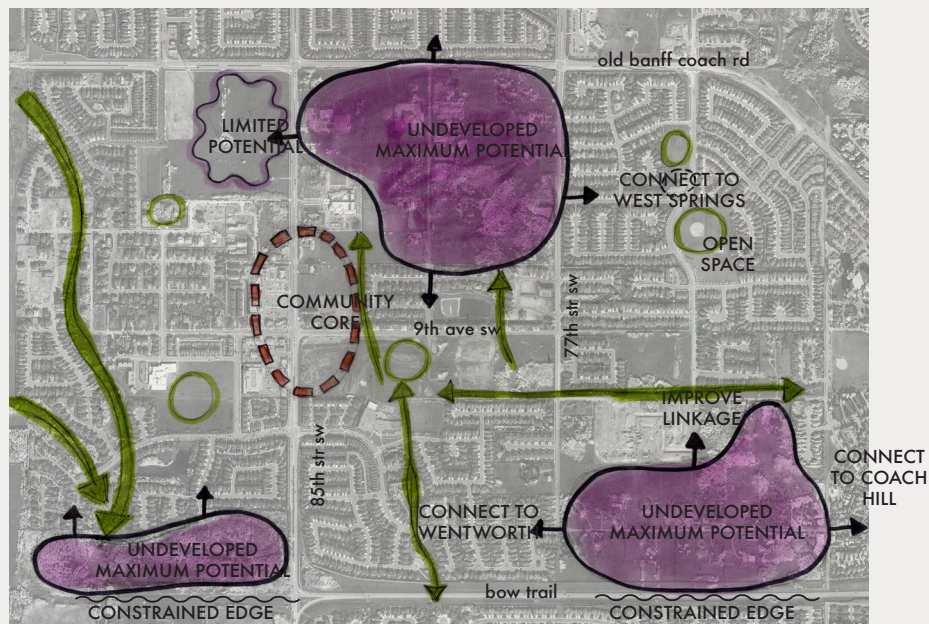 old banff coach rd
LIMITED
POTENTIAL
UNDEVELOPED
MAXIMUM POTENTIAL
CONNECT TO
WEST SPRINGS
OPEN
SPACE
COMMUNITY
CORE
9th ave sw
77th str sw
IMPROVE
LINKAGE
85th str sw
CONNECT
TO COACH
HILL
CONNECT TO
WENTWORTH
UNDEVELOPED
MAXIMUM POTENTIAL
UNDEVELOPED
MAXIMUM POTENTIAL
bow trail
CONSTRAINED EDGE
CONSTRAINED EDGE